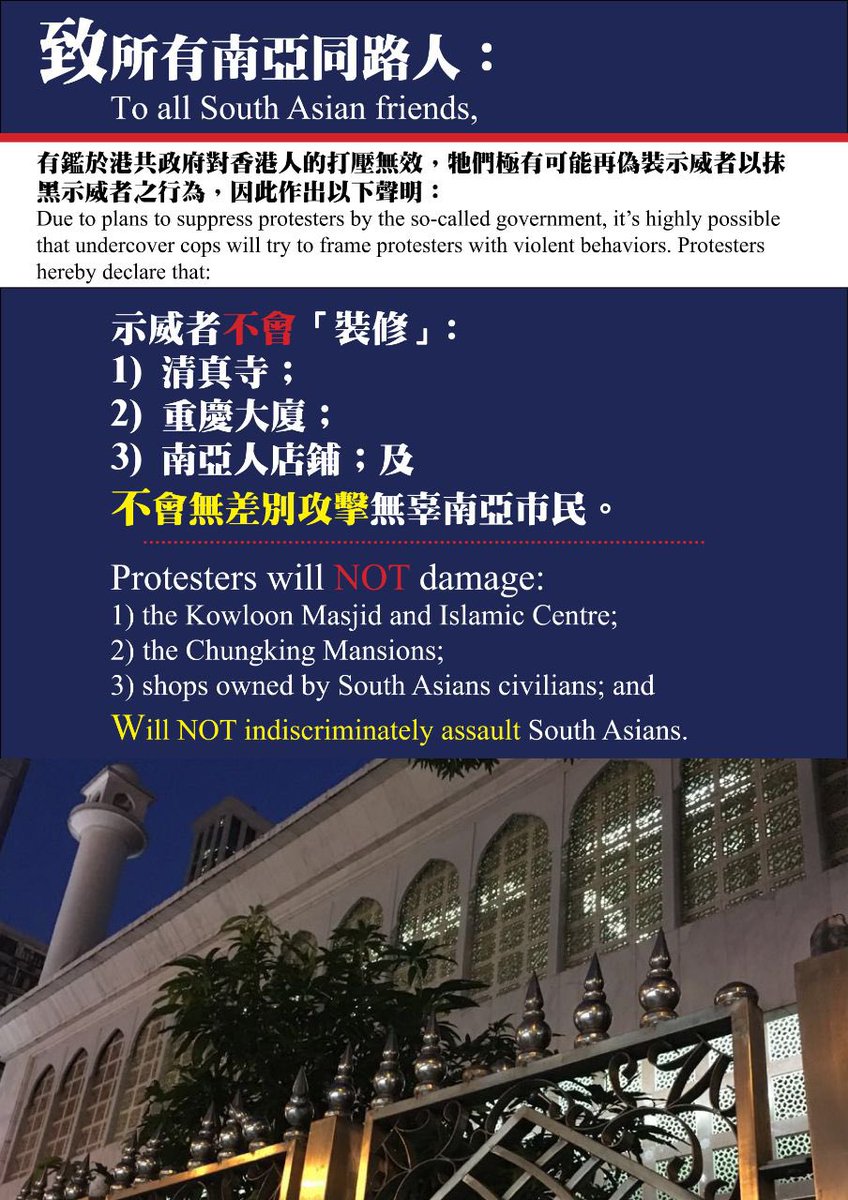 致所有南亞同路人：
To all South Asian friends,
有鑑於港共政府對香港人的打壓無效，牠們極有可能再偽裝示威者以抹
黑示威者之行為，因此作出以下聲明：
Due to plans to suppress protesters by the so-called government, it’s highly possible
that undercover cops will try to frame protesters with violent behaviors. Protesters
hereby declare that:
示威者不會「裝修」：
1) 清真寺；
2) 重慶大廈；
3) 南亞人店鋪；及
不會無差別攻擊無辜南亞市民。
Protesters will NOT damage:
1) the Kowloon Masjid and Islamic Centre;
2) the Chungking Mansions;
3) shops owned by South Asians civilians; and
Will NOT indiscriminately assault South Asians.